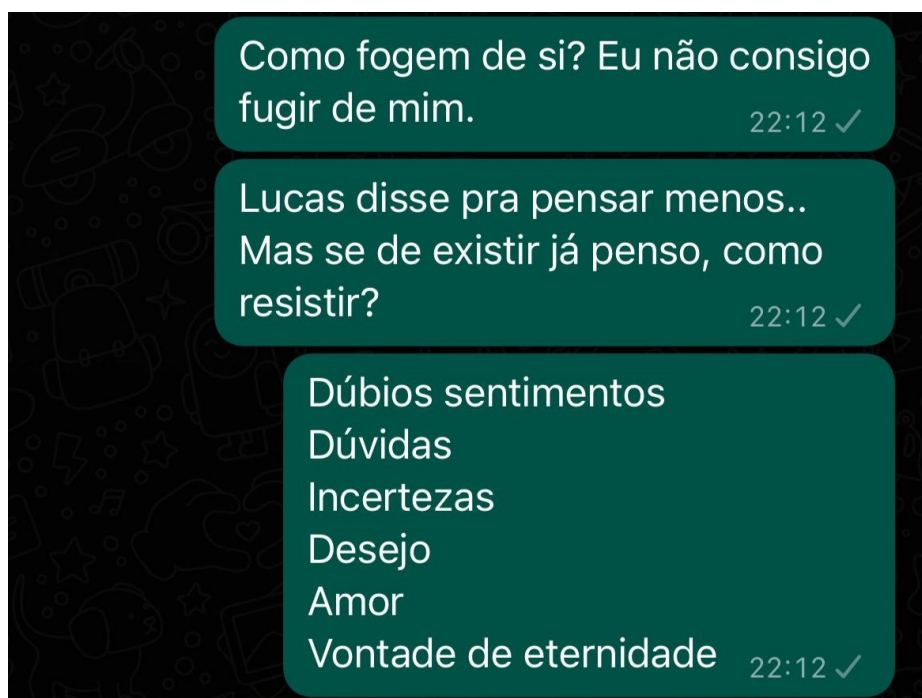 Como fogem de si? Eu não consigo
fugir de mim.
22:12
Lucas disse pra pensar menos..
Mas se de existir já penso, como
resistir?
22:12
Dúbios sentimentos
Dúvidas
Incertezas
Desejo
Amor
Vontade de eternidade
22:12